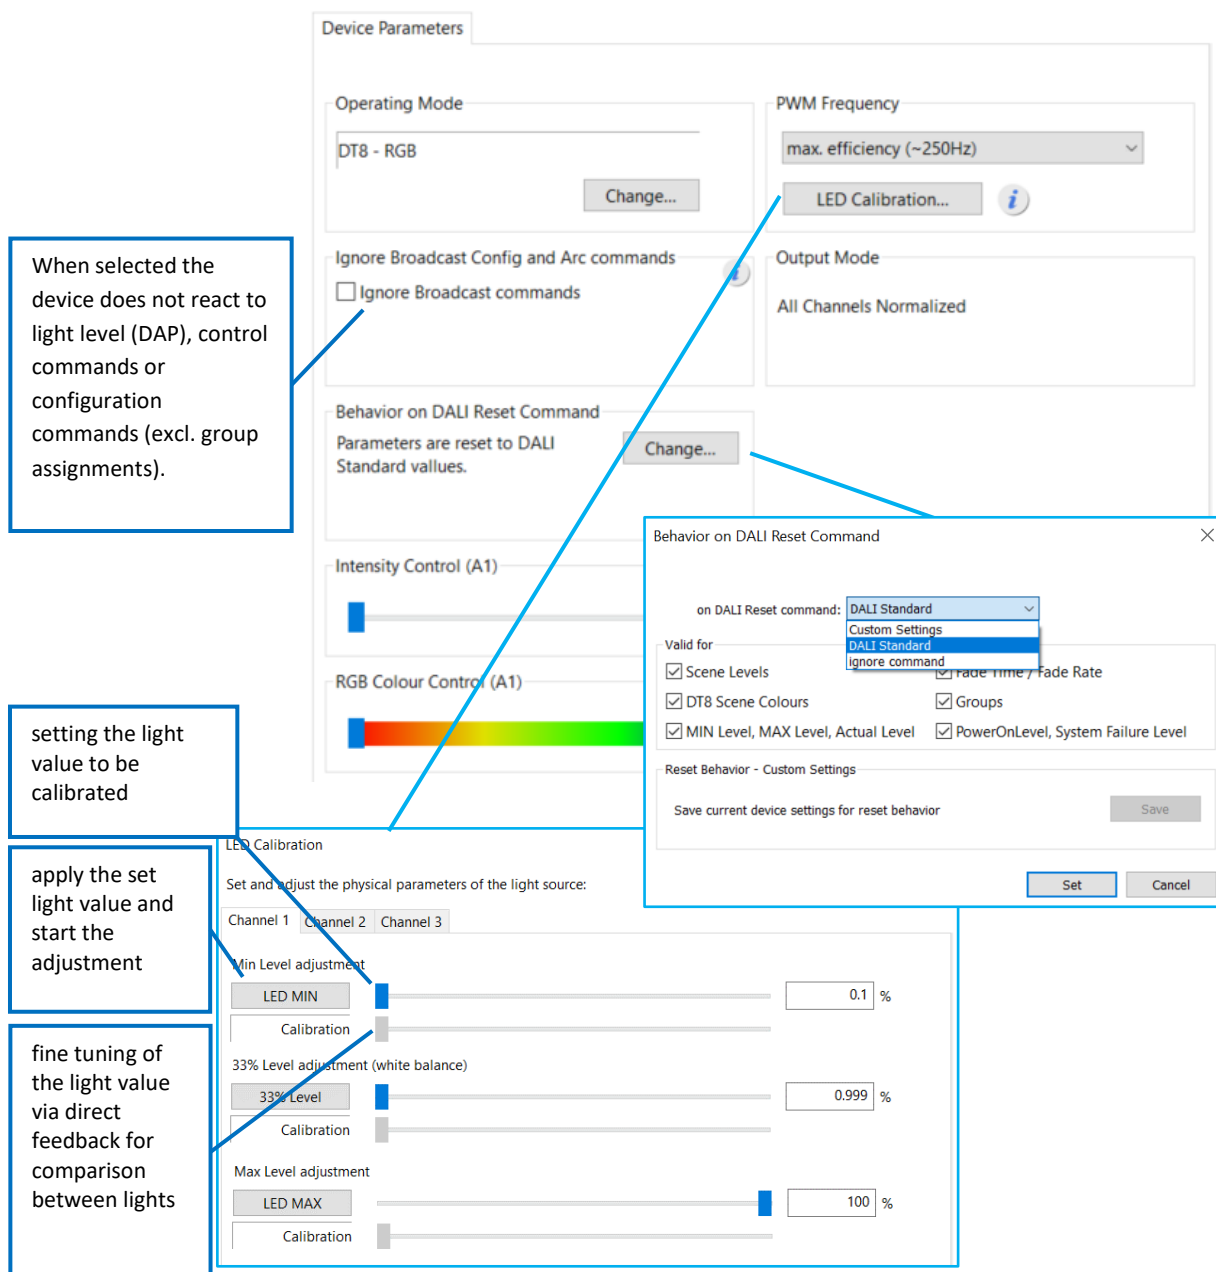 Device Parameters
Operating Mode
DT8 - RGB
Change...
PWM Frequency
max. efficiency (~250Hz)
LED Calibration...
i
When selected the
device does not react to
light level (DAP), control
commands or
configuration
commands (excl. group
assignments).
Ignore Broadcast Config and Arc commands
i
Ignore Broadcast commands
Output Mode
All Channels Normalized
Behavior on DALI Reset Command
Parameters are reset to DALI
Standard vallues.
Change...
Intensity Control (A1)
RGB Colour Control (A1)
Behavior on DALI Reset Command
on DALI Reset command:
DALI Standard
Custom Settings
DALI Standard
ignore command
Valid for
Scene Levels
Fade Time / Fade Rate
DT8 Scene Colours
Groups
MIN Level, MAX Level, Actual Level
PowerOnLevel, System Failure Level
Reset Behavior - Custom Settings
Save current device settings for reset behavior
Save
Set
Cancel
setting the light
value to be
calibrated
apply the set
light value and
start the
adjustment
fine tuning of
the light value
via direct
feedback for
comparison
between lights
LED Calibration
Set and adjust the physical parameters of the light source:
Channel 1 Channel 2 Channel 3
Min Level adjustment
LED MIN
0.1 %
Calibration
33% Level adjustment (white balance)
33% Level
0.999 %
Calibration
Max Level adjustment
LED MAX
100 %
Calibration